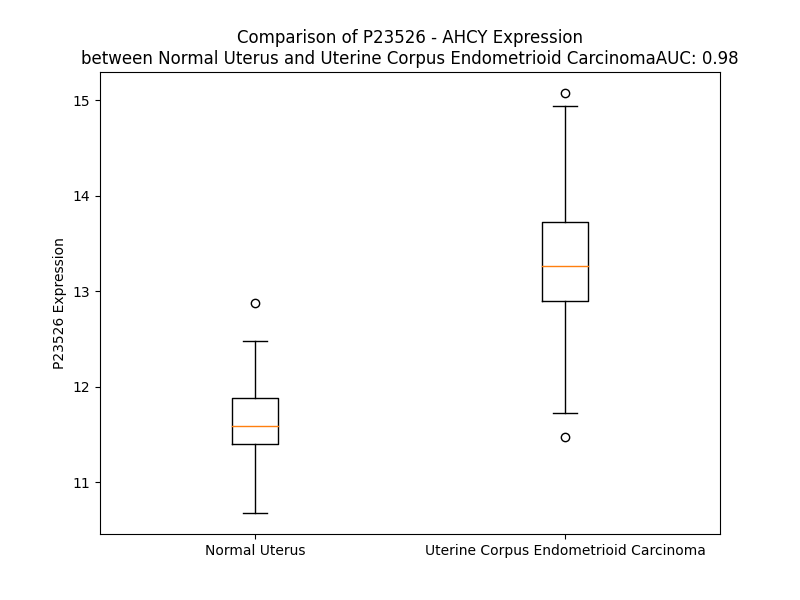 Comparison of P23526 - AHCY Expression
between Normal Uterus and Uterine Corpus Endometrioid CarcinomaAUC: 0.98
15
14
13
12
11
P23526 Expression
Normal Uterus
Uterine Corpus Endometrioid Carcinoma